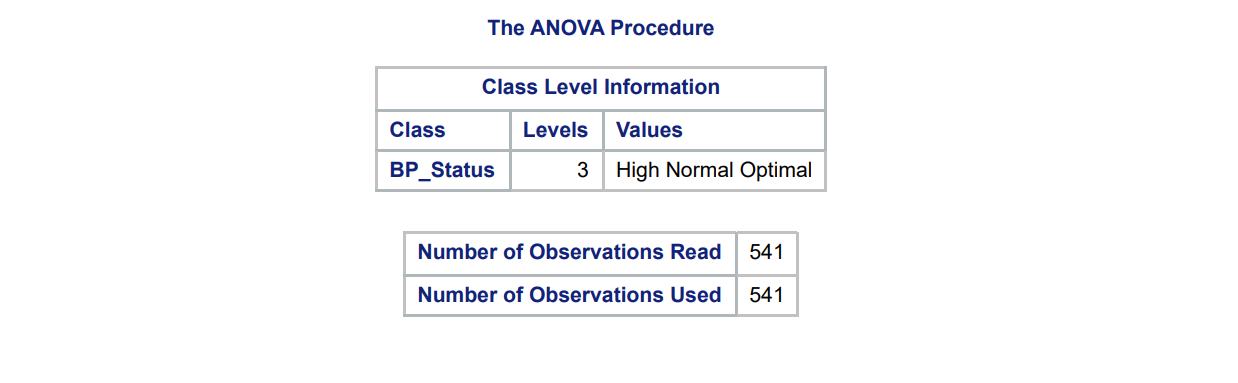 The ANOVA Procedure
Class Level Information
Class Levels Values
BP_Status 3 High Normal Optimal
Number of Observations Read 541
Number of Observations Used 541